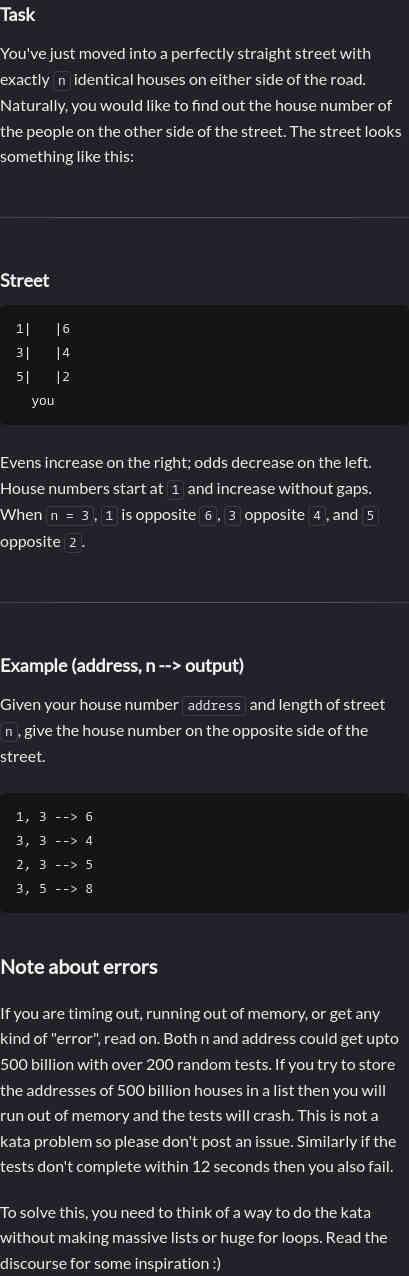 Task
You've just moved into a perfectly straight street with
exactly n identical houses on either side of the road.
Naturally, you would like to find out the house number of
the people on the other side of the street. The street looks
something like this:
Street
1|   |6
3|   |4
5|   |2
  you
Evens increase on the right; odds decrease on the left.
House numbers start at 1 and increase without gaps.
When n = 3, 1 is opposite 6, 3 opposite 4, and 5
opposite 2.
Example (address, n --> output)
Given your house number address and length of street
n, give the house number on the opposite side of the
street.
1, 3 --> 6
3, 3 --> 4
2, 3 --> 5
3, 5 --> 8
Note about errors
If you are timing out, running out of memory, or get any
kind of "error", read on. Both n and address could get upto
500 billion with over 200 random tests. If you try to store
the addresses of 500 billion houses in a list then you will
run out of memory and the tests will crash. This is not a
kata problem so please don't post an issue. Similarly if the
tests don't complete within 12 seconds then you also fail.
To solve this, you need to think of a way to do the kata
without making massive lists or huge for loops. Read the
discourse for some inspiration :)